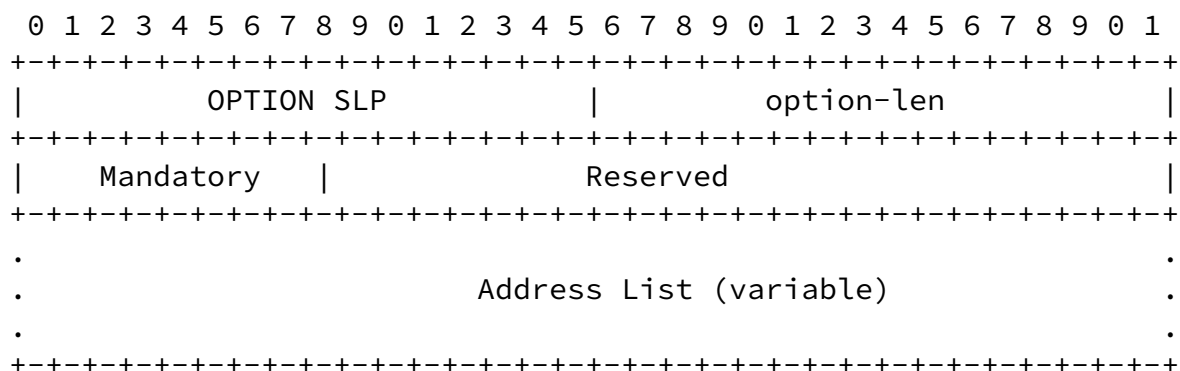 0 1 2 3 4 5 6 7 8 9 0 1 2 3 4 5 6 7 8 9 0 1 2 3 4 5 6 7 8 9 0 1
+-+-+-+-+-+-+-+-+-+-+-+-+-+-+-+-+-+-+-+-+-+-+-+-+-+-+-+-+-+-+-+-+
|          OPTION SLP           |         option-len            |
+-+-+-+-+-+-+-+-+-+-+-+-+-+-+-+-+-+-+-+-+-+-+-+-+-+-+-+-+-+-+-+-+
|    Mandatory   |              Reserved                        |
+-+-+-+-+-+-+-+-+-+-+-+-+-+-+-+-+-+-+-+-+-+-+-+-+-+-+-+-+-+-+-+-+
.                                                               .
.                         Address List (variable)               .
.                                                               .
+-+-+-+-+-+-+-+-+-+-+-+-+-+-+-+-+-+-+-+-+-+-+-+-+-+-+-+-+-+-+-+-+